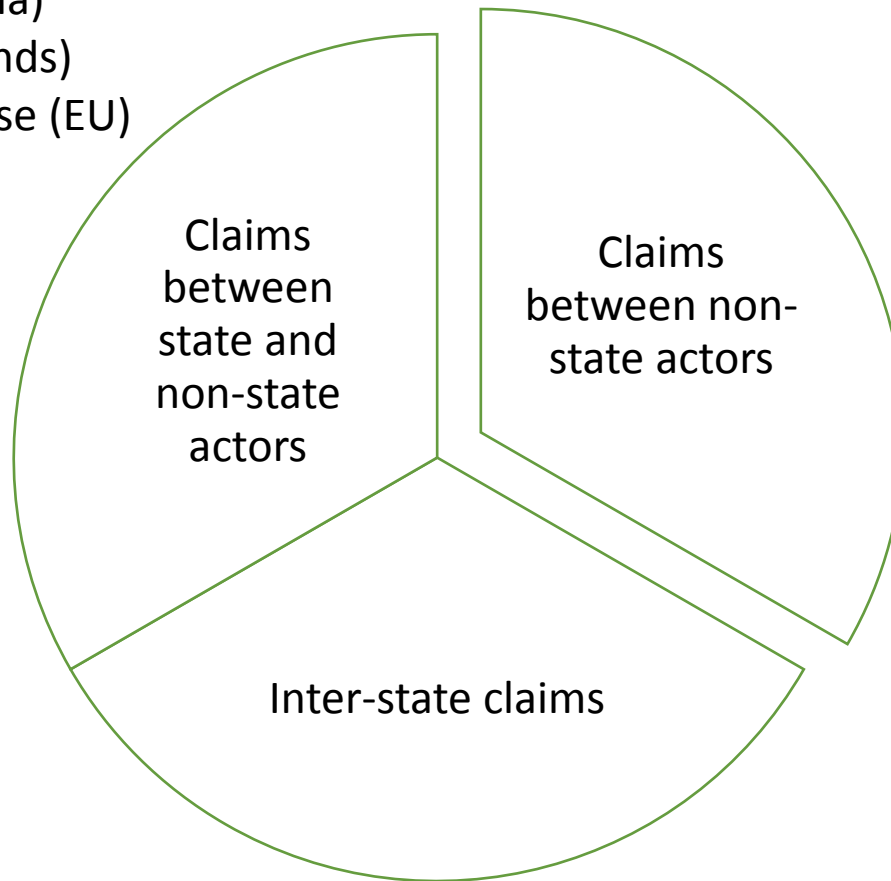 nds)
se (EU)
Claims
between
state and
non-state
actors
Claims
between non-
state actors
Inter-state claims